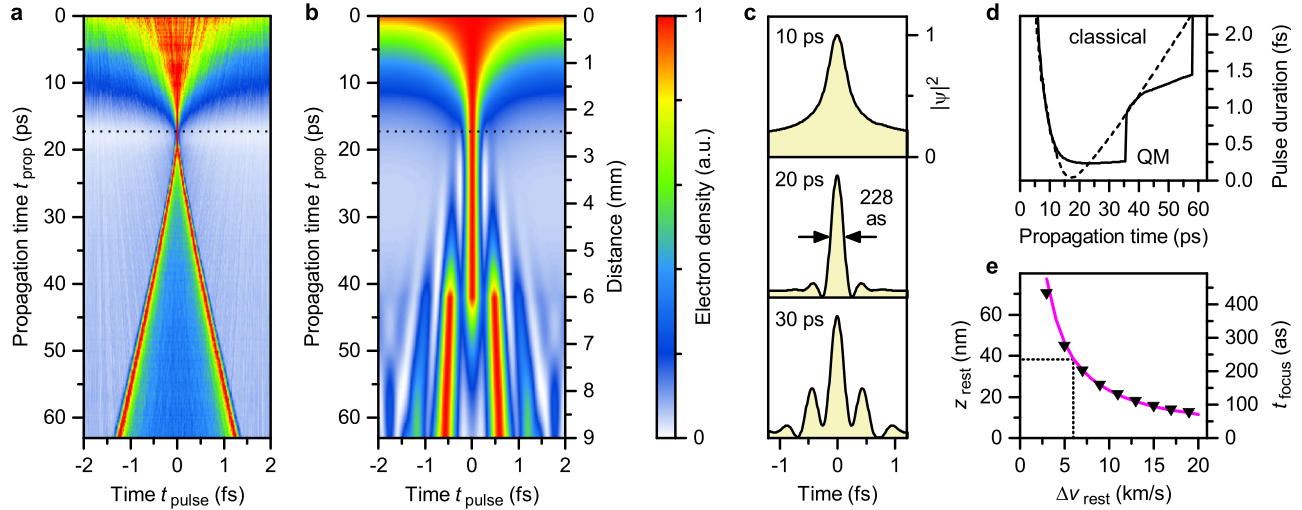 a
b
c
d
e
0
10
20
30
40
50
60
Propagation time t prop (ps)
-2 -1 0 1 2
Time t pulse (fs)
0
10
20
30
40
50
60
Propagation time t prop (ps)
-2 -1 0 1 2
Time t pulse (fs)
0
1
2
3
4
5
6
7
8
9
Distance (mm)
1
0
Electron density (a.u.)
10 ps
20 ps
228
as
30 ps
1
0
|ψ|²
-1 0 1
Time (fs)
classical
QM
2.0
1.5
1.0
0.5
0.0
Pulse duration (fs)
0 10 20 30 40 50 60
Propagation time (ps)
60
40
20
0
z rest (nm)
400
300
200
100
0
t focus (as)
0 5 10 15 20
Δv rest (km/s)